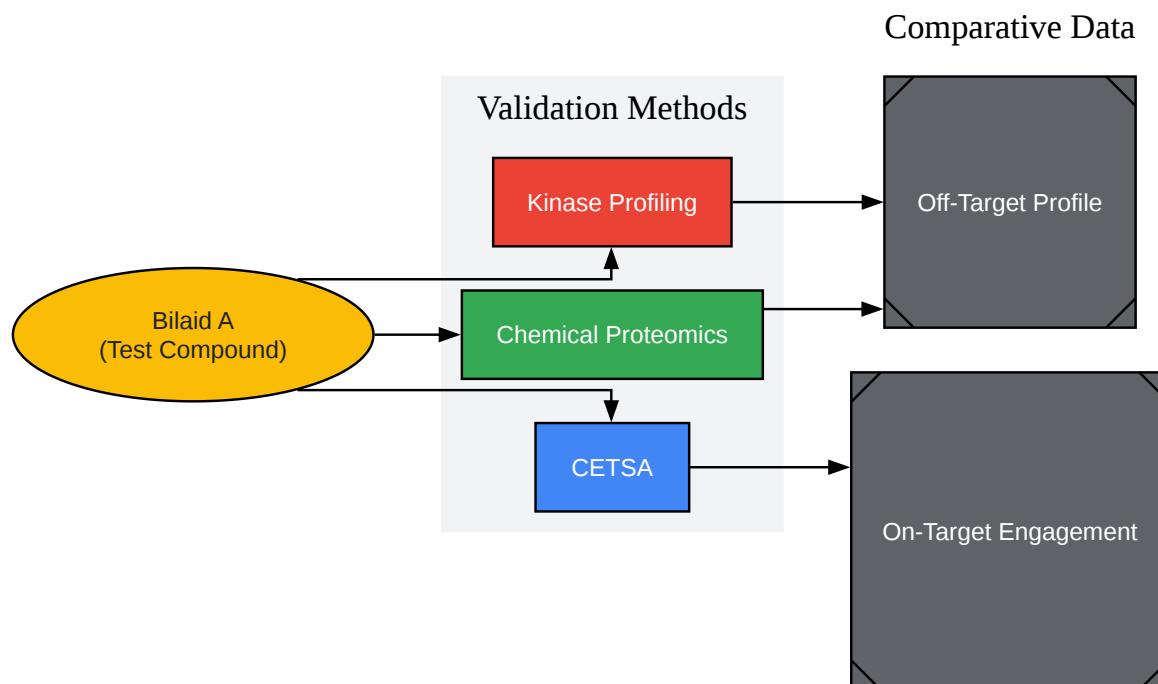 Comparative Data
Validation Methods
Kinase Profiling
Off-Target Profile
Bilaid A
(Test Compound)
Chemical Proteomics
CETSA
On-Target Engagement